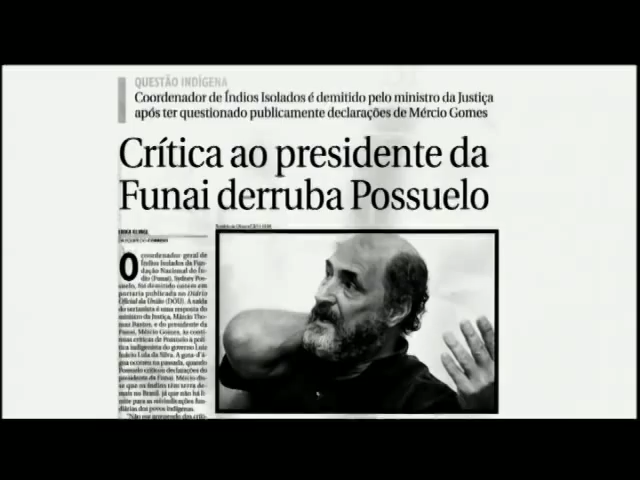 QUESTÃO INDÍGENA
Coordenador de Índios Isolados é demitido pelo ministro da Justiça
após ter questionado publicamente declarações de Mércio Gomes
Crítica ao presidente da
Funai derruba Possuelo
DA EQUIPE DO CORREIO
O coordenador geral de
Índios Isolados da Fun-
dação Nacional do Ín-
dio (Funai), Sydney Pos-
suelo, foi demitido ontem em
portaria publicada no Diário
Oficial da União (DOU). A saída
do sertanista é uma resposta do
ministro da Justiça, Márcio Tho-
maz Bastos, e do presidente da
Funai, Mércio Gomes, às contí-
nuas críticas de Possuelo à polí-
tica indigenista do governo Luiz
Inácio Lula da Silva. A gota-d'á-
gua ocorreu na passada, quando
Possuelo criticou declarações do
presidente da Funai. Mércio dis-
se que os índios têm terra de-
mais no Brasil, já que não há li-
mite para as reivindicações fun-
diárias dos povos indígenas.